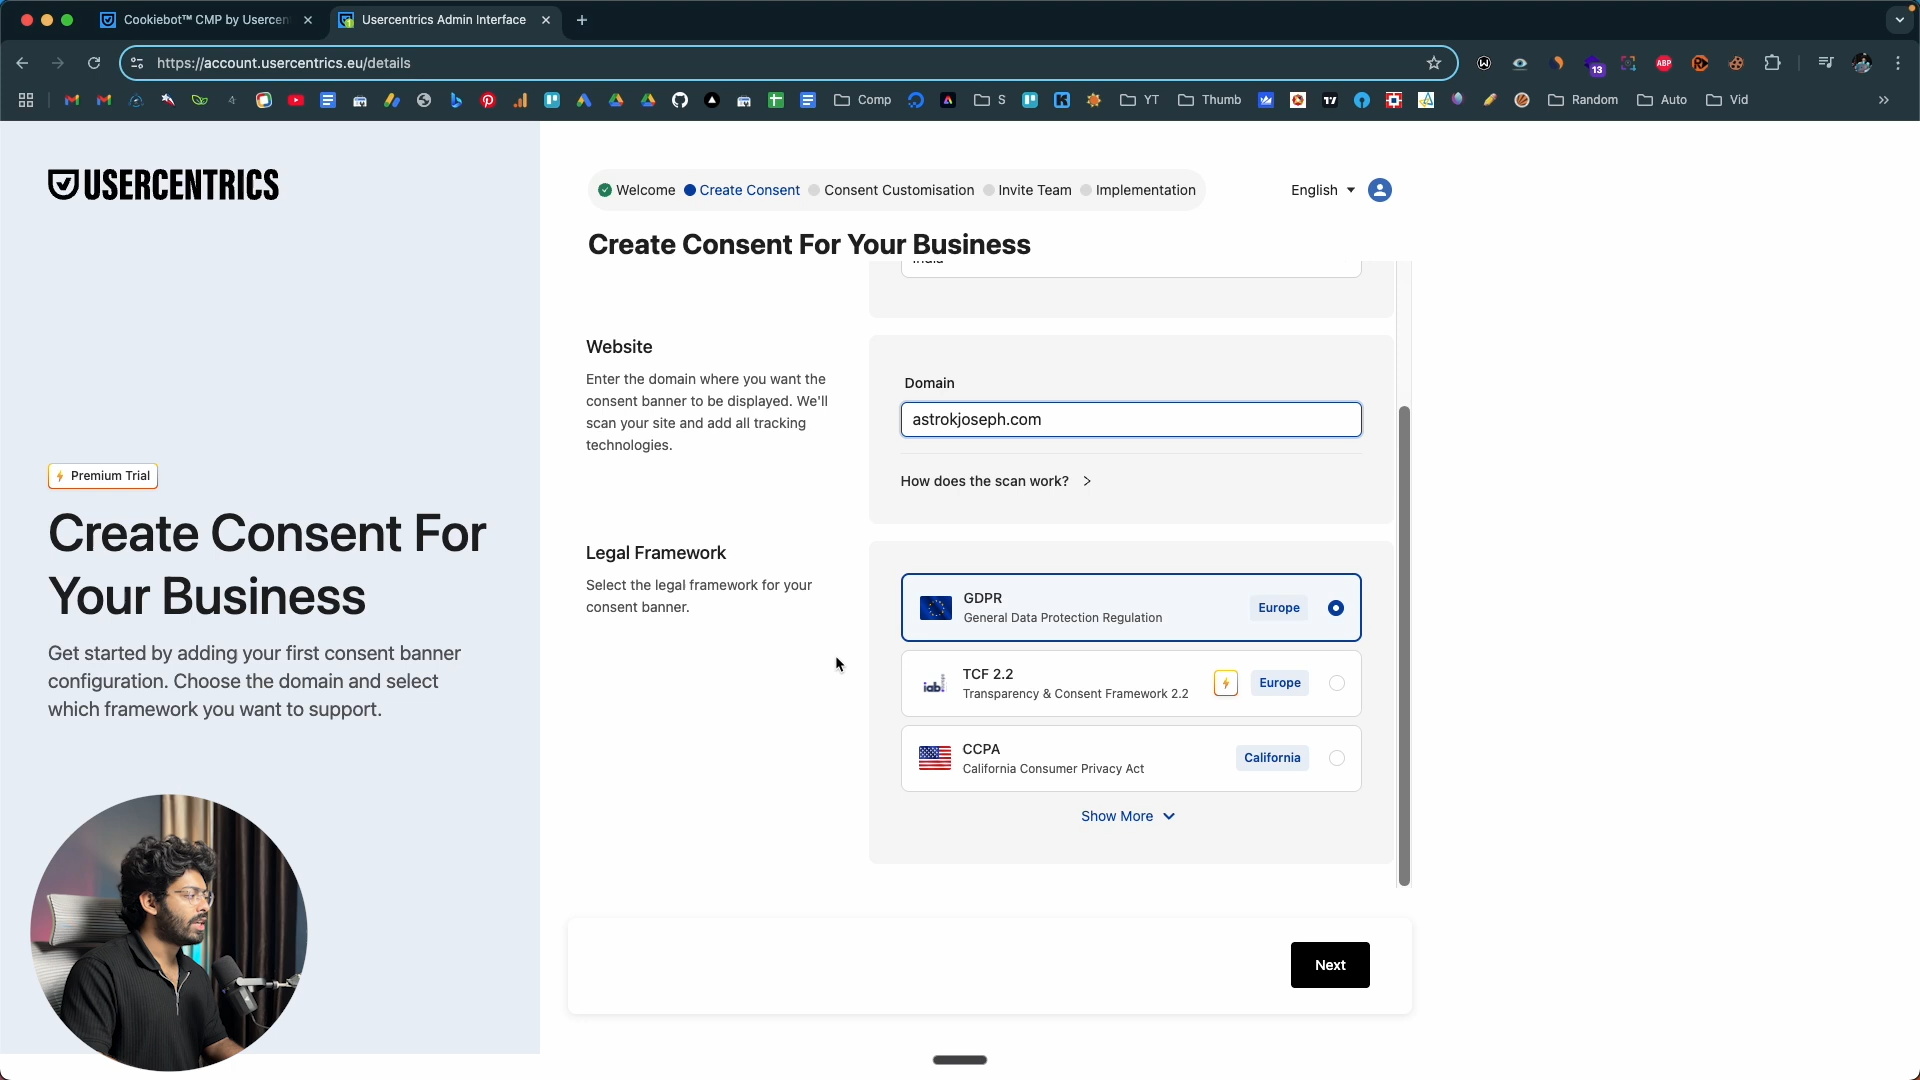 Cookiebot™ CMP by Usercen
Usercentrics Admin Interface
https://account.usercentrics.eu/details
13
ABP
Comp
S
YT
Thumb
Random
Auto
Vid
USERCENTRICS
Welcome
Create Consent
Consent Customisation
Invite Team
Implementation
English
Create Consent For Your Business
Website
Enter the domain where you want the
consent banner to be displayed. We'll
scan your site and add all tracking
technologies.
Domain
astrokjoseph.com
How does the scan work?
Legal Framework
Select the legal framework for your
consent banner.
GDPR
General Data Protection Regulation
Europe
iab
TCF 2.2
Transparency & Consent Framework 2.2
Europe
CCPA
California Consumer Privacy Act
California
Show More
Next
Premium Trial
Create Consent For
Your Business
Get started by adding your first consent banner
configuration. Choose the domain and select
which framework you want to support.